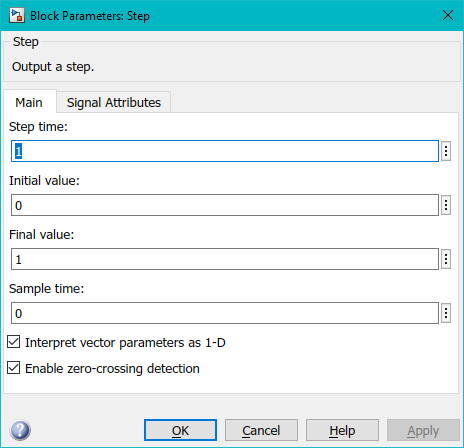 Block Parameters: Step
Step
Output a step.
Main Signal Attributes
Step time:
1
Initial value:
0
Final value:
1
Sample time:
0
Interpret vector parameters as 1-D
Enable zero-crossing detection
? OK Cancel Help Apply